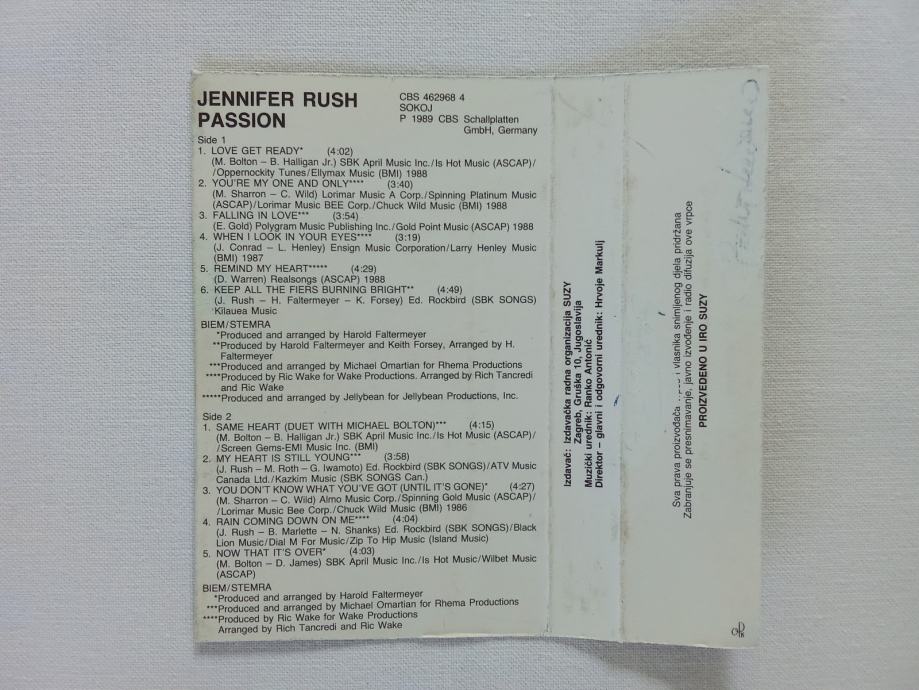 JENNIFER RUSH
PASSION
CBS 462968 4
SOKOJ
P 1989 CBS Schallplatten
GmbH, Germany
Side 1
1. LOVE GET READY* (4:02)
(M. Bolton – B. Halligan Jr.) SBK April Music Inc./Is Hot Music (ASCAP)/
/Oppernockity Tunes/Ellymax Music (BMI) 1988
2. YOU'RE MY ONE AND ONLY**** (3:40)
(M. Sharron – C. Wild) Lorimar Music A Corp./Spinning Platinum Music
(ASCAP)/Lorimar Music BEE Corp./Chuck Wild Music (BMI) 1988
3. FALLING IN LOVE*** (3:54)
(E. Gold) Polygram Music Publishing Inc./Gold Point Music (ASCAP) 1988
4. WHEN I LOOK IN YOUR EYES**** (3:19)
(J. Conrad – L. Henley) Ensign Music Corporation/Larry Henley Music
(BMI) 1987
5. REMIND MY HEART***** (4:29)
(D. Warren) Realsongs (ASCAP) 1988
6. KEEP ALL THE FIERS BURNING BRIGHT** (4:49)
(J. Rush – H. Faltermeyer – K. Forsey) Ed. Rockbird (SBK SONGS)
Kilauea Music
BIEM/STEMRA
*Produced and arranged by Harold Faltermeyer
**Produced by Harold Faltermeyer and Keith Forsey, Arranged by H.
Faltermeyer
***Produced and arranged by Michael Omartian for Rhema Productions
****Produced by Ric Wake for Wake Productions. Arranged by Rich Tancredi
and Ric Wake
*****Produced and arranged by Jellybean for Jellybean Productions, Inc.
Side 2
1. SAME HEART (DUET WITH MICHAEL BOLTON)*** (4:15)
(M. Bolton – B. Halligan Jr.) SBK April Music Inc./Is Hot Music (ASCAP)/
/Screen Gems-EMI Music Inc. (BMI)
2. MY HEART IS STILL YOUNG*** (3:58)
(J. Rush – M. Roth – G. Iwamoto) Ed. Rockbird (SBK SONGS)/ATV Music
Canada Ltd./Kazkim Music (SBK SONGS Can.)
3. YOU DON'T KNOW WHAT YOU'VE GOT (UNTIL IT'S GONE)* (4:27)
(M. Sharron – C. Wild) Almo Music Corp./Spinning Gold Music (ASCAP)/
/Lorimar Music Bee Corp./Chuck Wild Music (BMI) 1986
4. RAIN COMING DOWN ON ME**** (4:04)
(J. Rush – B. Marlette – N. Shanks) Ed. Rockbird (SBK SONGS)/Black
Lion Music/Dial M For Music/Zip To Hip Music (Island Music)
5. NOW THAT IT'S OVER* (4:03)
(M. Bolton – D. James) SBK April Music Inc./Is Hot Music/Wilbet Music
(ASCAP)
BIEM/STEMRA
*Produced and arranged by Harold Faltermeyer
***Produced and arranged by Michael Omartian for Rhema Productions
****Produced by Ric Wake for Wake Productions
Arranged by Rich Tancredi and Ric Wake
Izdavač: Izdavačka radna organizacija SUZY
Zagreb, Gruška 10, Jugoslavija
Muzički urednik: Ranko Antonić
Direktor – glavni i odgovorni urednik: Hrvoje Markulj
Sva prava proizvođača i vlasnika snimljenog djela pridržana
Zabranjuje se presnimavanje, javno izvođenje i radio difuzija ove vrpce
PROIZVEDENO U IRO SUZY